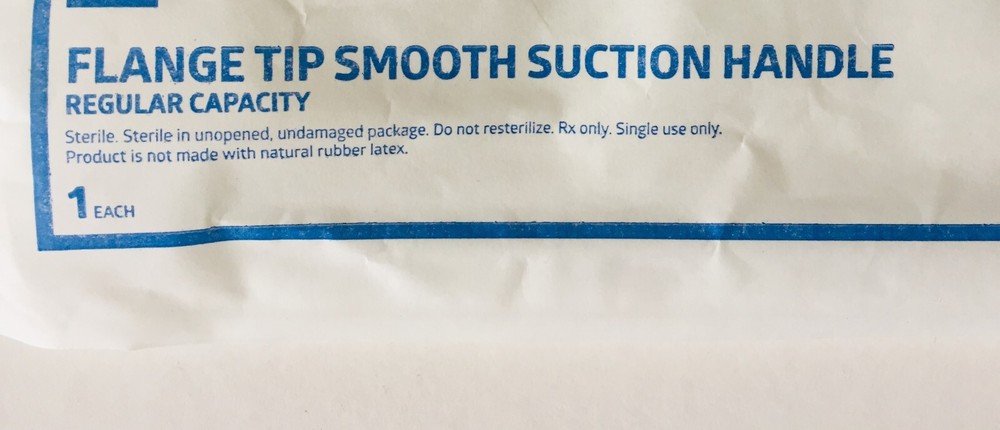 FLANGE TIP SMOOTH SUCTION HANDLE
REGULAR CAPACITY
Sterile. Sterile in unopened, undamaged package. Do not resterilize. Rx only. Single use only.
Product is not made with natural rubber latex.
1 EACH